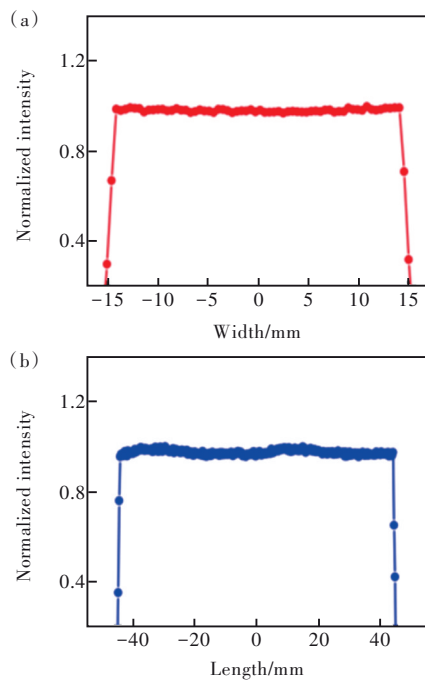 (a)
Normalized intensity
1.2
0.8
0.4
−15 −10 −5 0 5 10 15
Width/mm
(b)
Normalized intensity
1.2
0.8
0.4
−40 −20 0 20 40
Length/mm